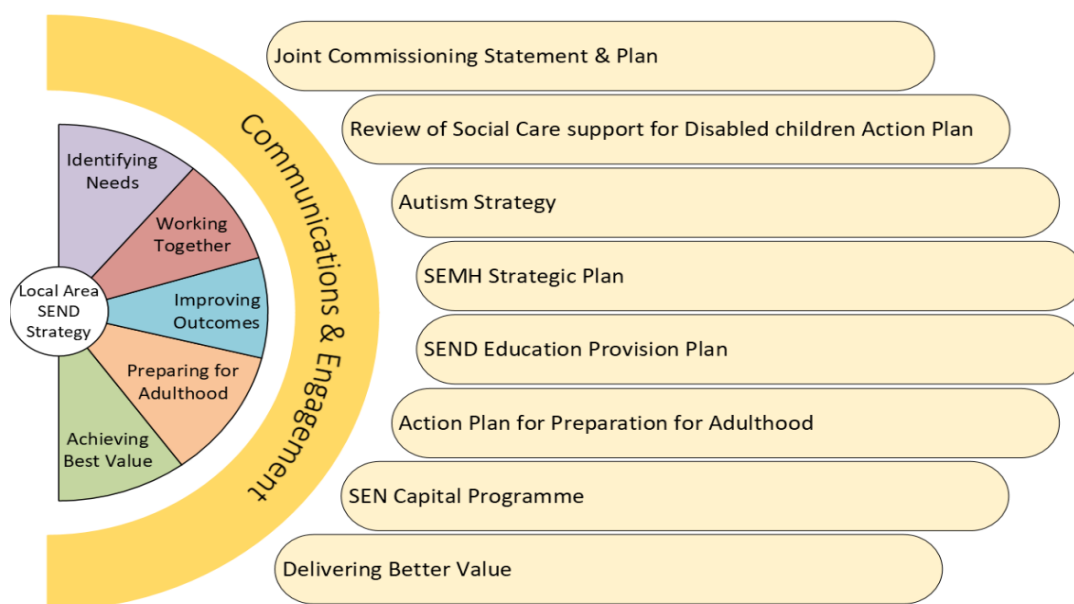 Local Area
SEND
Strategy
Identifying
Needs
Working
Together
Improving
Outcomes
Preparing for
Adulthood
Achieving
Best Value
Communications & Engagement
Joint Commissioning Statement & Plan
Review of Social Care support for Disabled children Action Plan
Autism Strategy
SEMH Strategic Plan
SEND Education Provision Plan
Action Plan for Preparation for Adulthood
SEN Capital Programme
Delivering Better Value